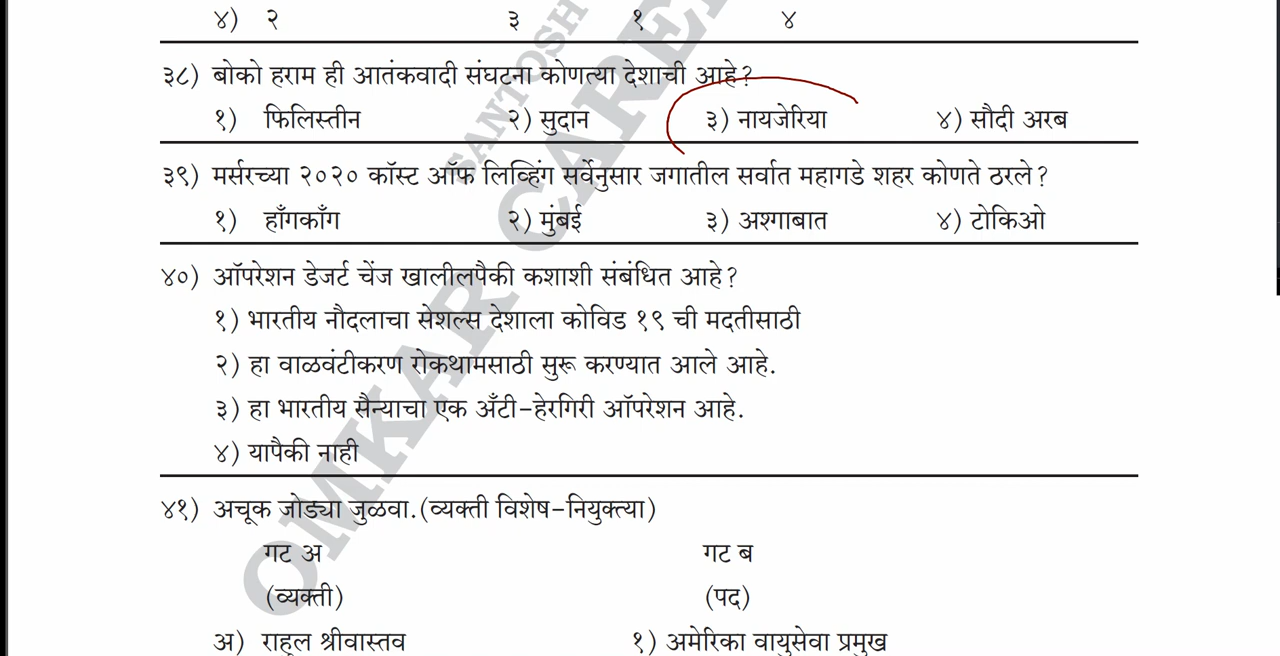 ४) २ ३ १ ४
३८) बोको हराम ही आतंकवादी संघटना कोणत्या देशाची आहे?
१) फिलिस्तीन २) सुदान ३) नायजेरिया ४) सौदी अरब
३९) मर्सरच्या २०२० कॉस्ट ऑफ लिव्हिंग सर्वेनुसार जगातील सर्वात महागडे शहर कोणते ठरले?
१) हाँगकाँग २) मुंबई ३) अश्गाबात ४) टोकिओ
४०) ऑपरेशन डेजर्ट चेंज खालीलपैकी कशाशी संबंधित आहे?
१) भारतीय नौदलाचा सेशल्स देशाला कोविड १९ ची मदतीसाठी
२) हा वाळवंटीकरण रोकथामसाठी सुरू करण्यात आले आहे.
३) हा भारतीय सैन्याचा एक अँटी-हेरगिरी ऑपरेशन आहे.
४) यापैकी नाही
४१) अचूक जोड्या जुळवा.(व्यक्ती विशेष-नियुक्त्या)
गट अ गट ब
(व्यक्ती) (पद)
अ) राहूल श्रीवास्तव १) अमेरिका वायुसेवा प्रमुख
SANTOSH
OMKAR CAREE